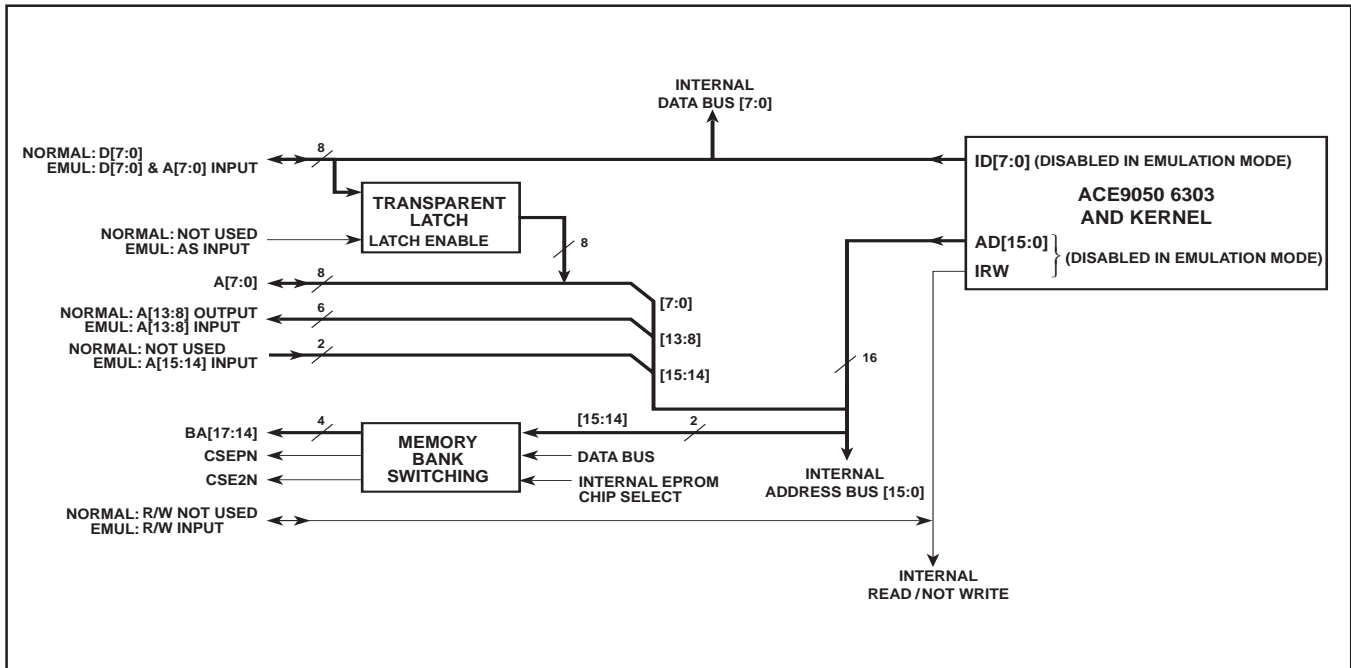 INTERNAL
DATA BUS [7:0]
NORMAL: D[7:0]
EMUL: D[7:0] & A[7:0] INPUT
8
ID[7:0] (DISABLED IN EMULATION MODE)
ACE9050 6303
AND KERNEL
AD[15:0]
IRW
(DISABLED IN EMULATION MODE)
TRANSPARENT
LATCH
LATCH ENABLE
NORMAL: NOT USED
EMUL: AS INPUT
8
A[7:0]
8
[7:0]
NORMAL: A[13:8] OUTPUT
EMUL: A[13:8] INPUT
6
[13:8]
NORMAL: NOT USED
EMUL: A[15:14] INPUT
2
[15:14]
16
BA[17:14]
4
CSEPN
CSE2N
MEMORY
BANK
SWITCHING
[15:14]
2
DATA BUS
INTERNAL EPROM
CHIP SELECT
INTERNAL
ADDRESS BUS [15:0]
NORMAL: R/W NOT USED
EMUL: R/W INPUT
INTERNAL
READ / NOT WRITE